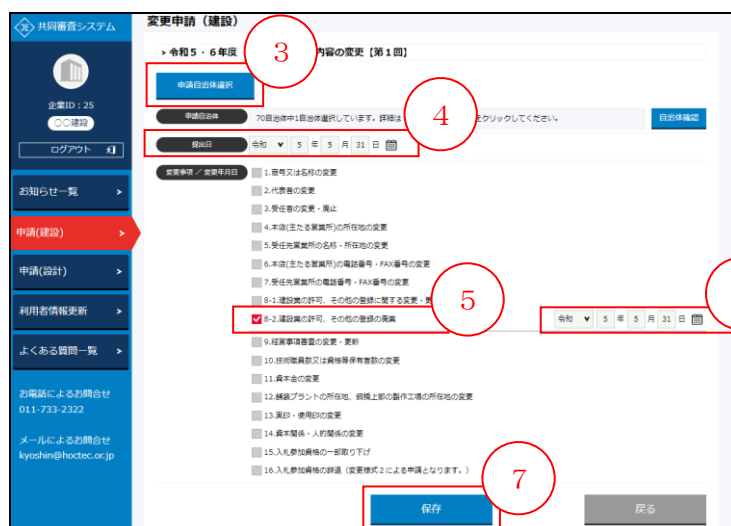 JE 共同審査システム
企業ID：25
〇〇建設
ログアウト
お知らせ一覧 >
申請(建設) >
申請(設計) >
利用者情報更新 >
よくある質問一覧 >
お電話によるお問合せ
011-733-2322
メールによるお問合せ
kyoshin@hoctec.or.jp
変更申請（建設）
> 令和５・６年度 内容の変更【第１回】
3
申請自治体選択
4
申請自治体 70自治体中1自治体選択しています。詳細は をクリックしてください。 自治体確認
提出日 令和 5 年 5 月 31 日
変更事項 ／ 変更年月日 1.商号又は名称の変更
2.代表者の変更
3.受任者の変更・廃止
4.本店(主たる営業所)の所在地の変更
5.受任先営業所の名称・所在地の変更
6.本店(主たる営業所)の電話番号・FAX番号の変更
7.受任先営業所の電話番号・FAX番号の変更
8-1.建設業の許可、その他の登録に関する変更・更
5
8-2.建設業の許可、その他の登録の廃業 令和 5 年 5 月 31 日
9.経営事項審査の変更・更新
10.技術職員数又は資格等保有者数の変更
11.資本金の変更
12.舗装プラントの所在地、鋼橋上部の製作工場の所在地の変更
13.実印・使用印の変更
14.資本関係・人的関係の変更
15.入札参加資格の一部取り下げ
16.入札参加資格の辞退（変更様式２による申請となります。）
7
保存 戻る